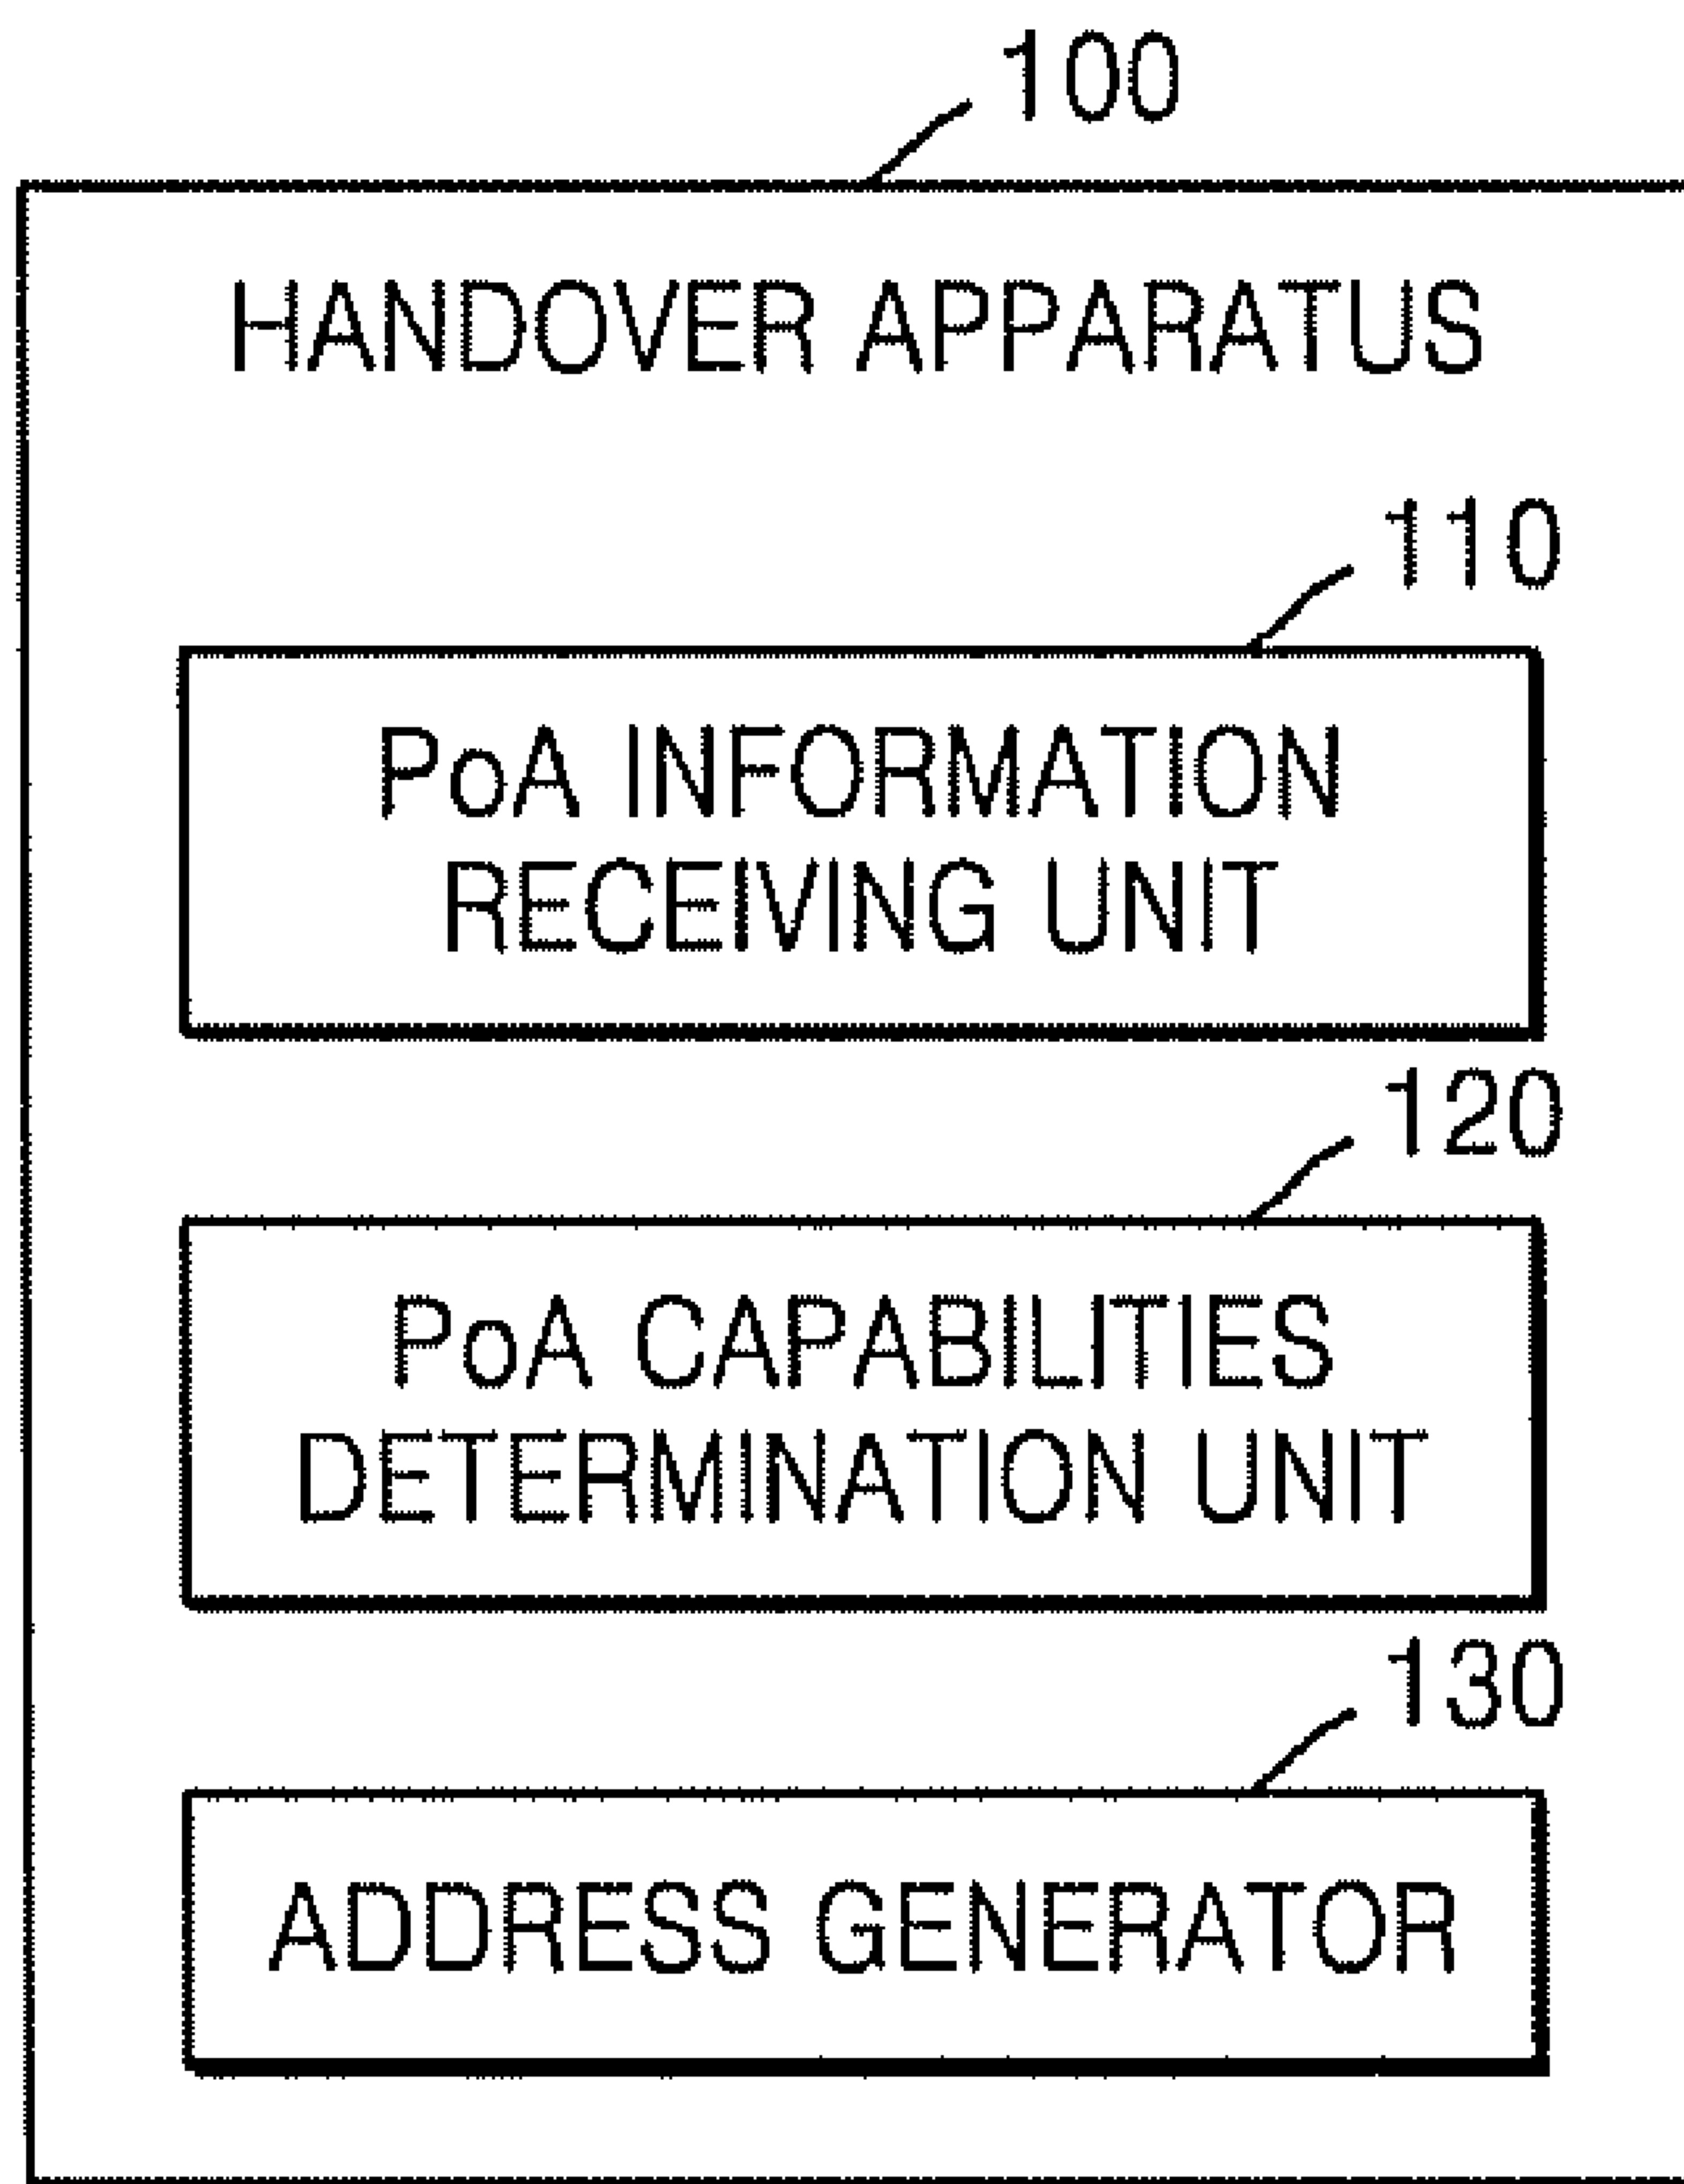 100
HANDOVER APPARATUS
110
PoA INFORMATION
RECEIVING UNIT
120
PoA CAPABILITIES
DETERMINATION UNIT
130
ADDRESS GENERATOR